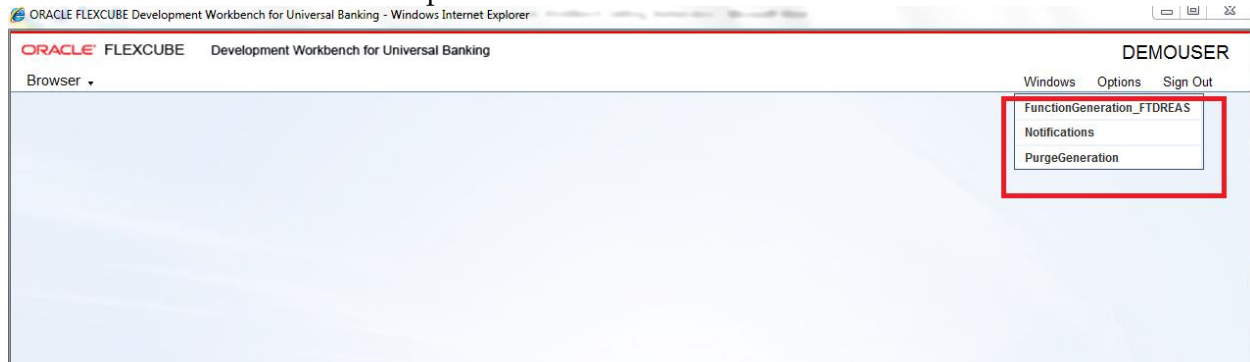 ORACLE FLEXCUBE Development Workbench for Universal Banking - Windows Internet Explorer
ORACLE® FLEXCUBE Development Workbench for Universal Banking DEMOUSER
Browser Windows Options Sign Out
FunctionGeneration_FTDREAS
Notifications
PurgeGeneration